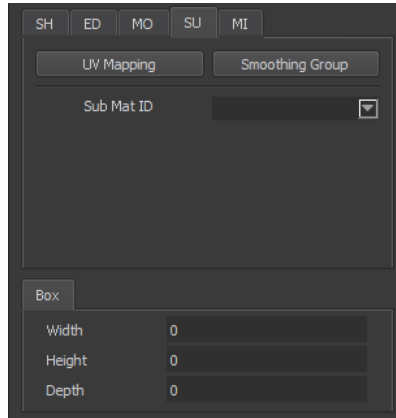 SH ED MO SU MI
UV Mapping Smoothing Group
Sub Mat ID
Box
Width 0
Height 0
Depth 0